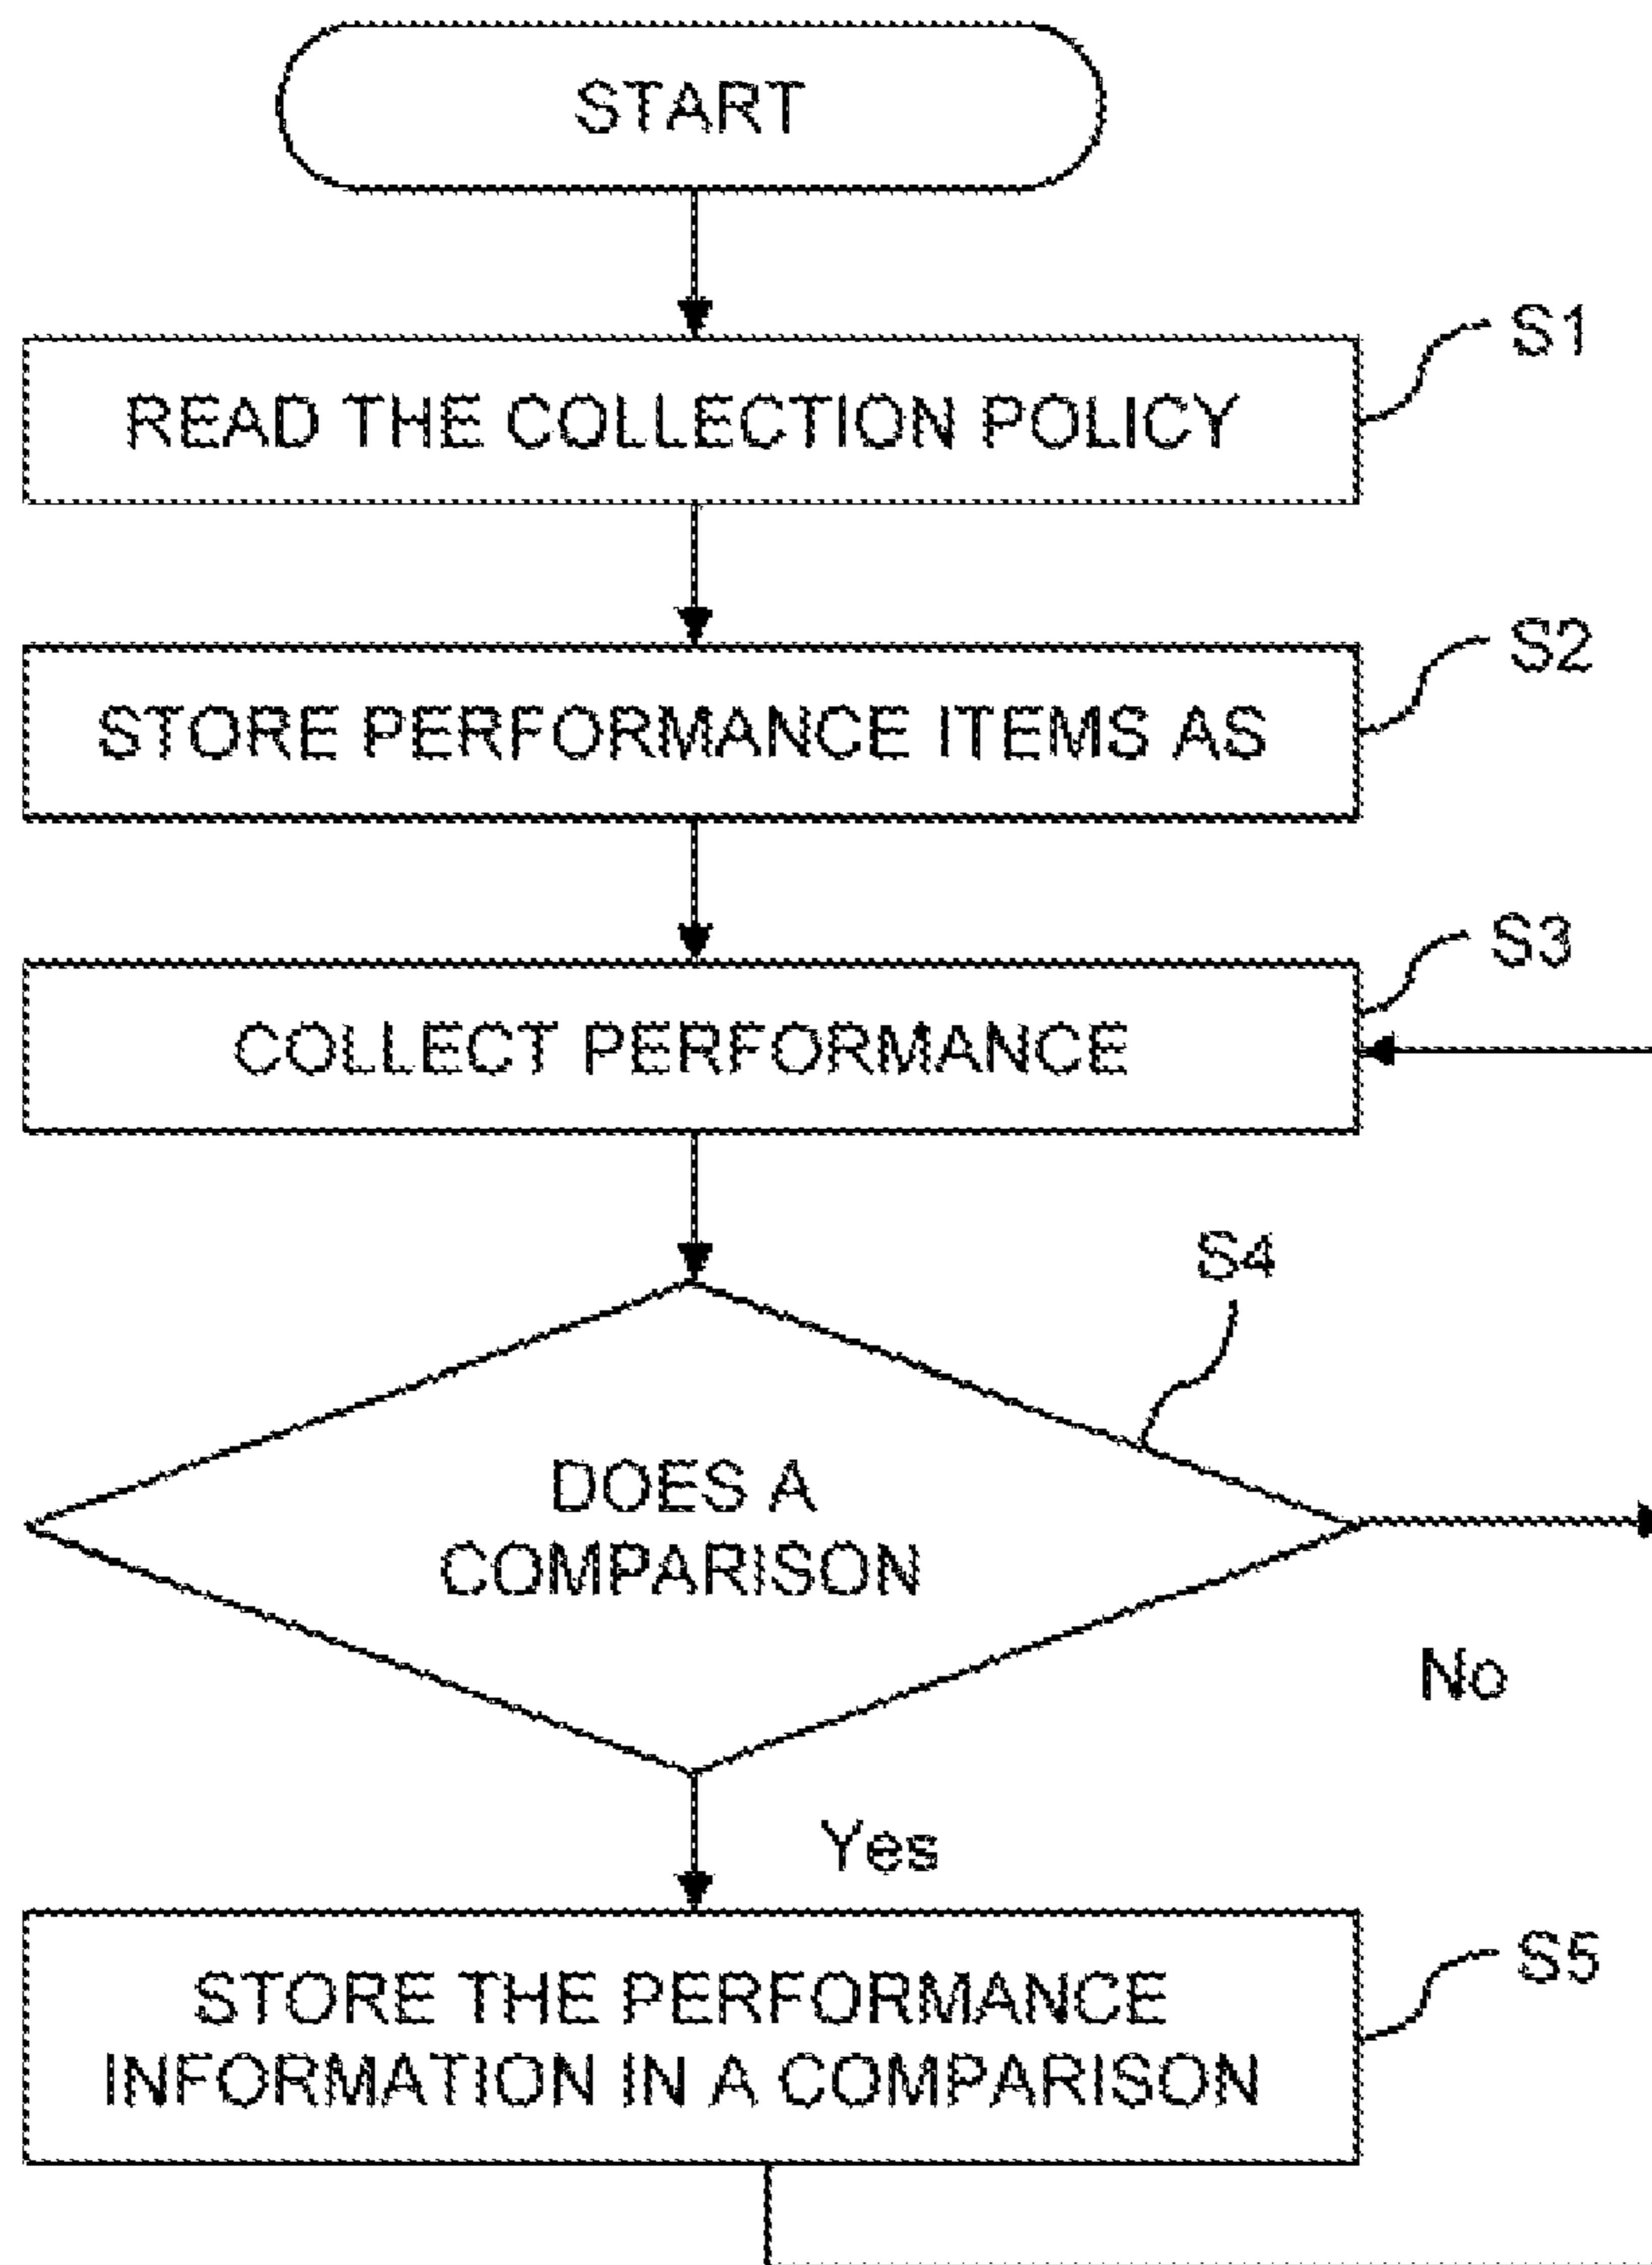 START
S1
READ THE COLLECTION POLICY
S2
STORE PERFORMANCE ITEMS AS
S3
COLLECT PERFORMANCE
S4
DOES A
COMPARISON
No
Yes
S5
STORE THE PERFORMANCE
INFORMATION IN A COMPARISON